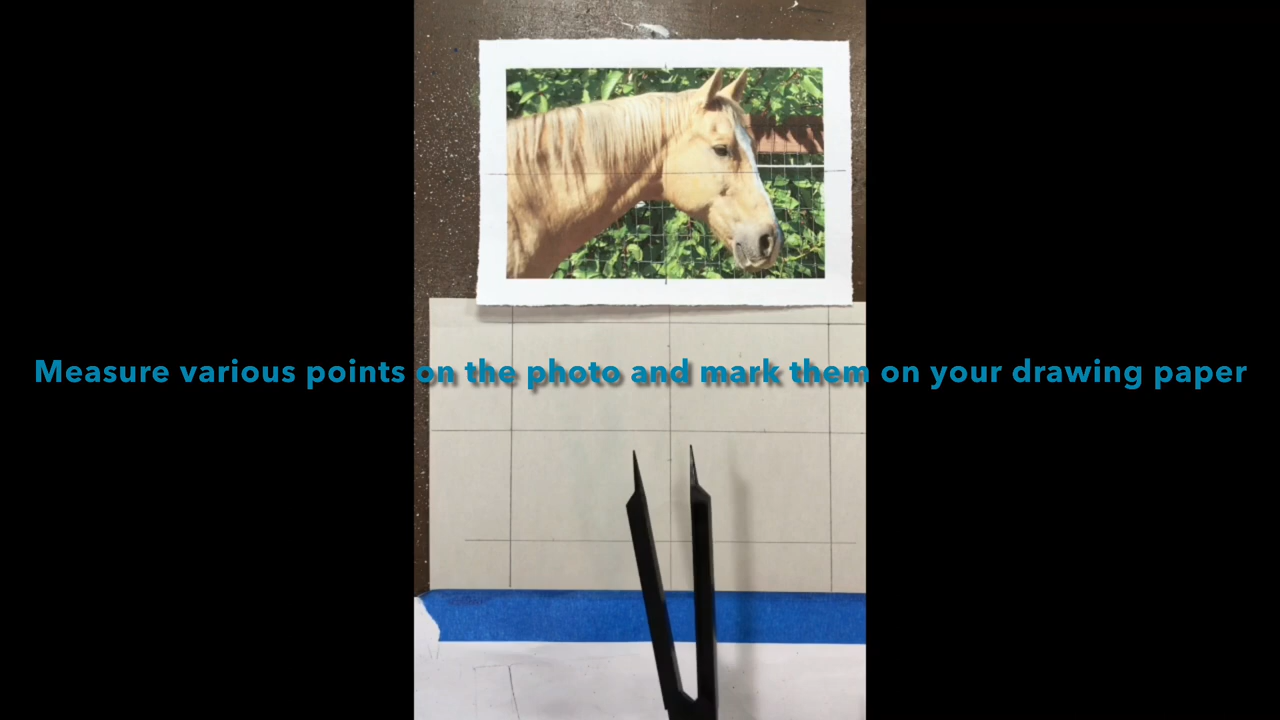 Measure various points on the photo and mark them on your drawing paper